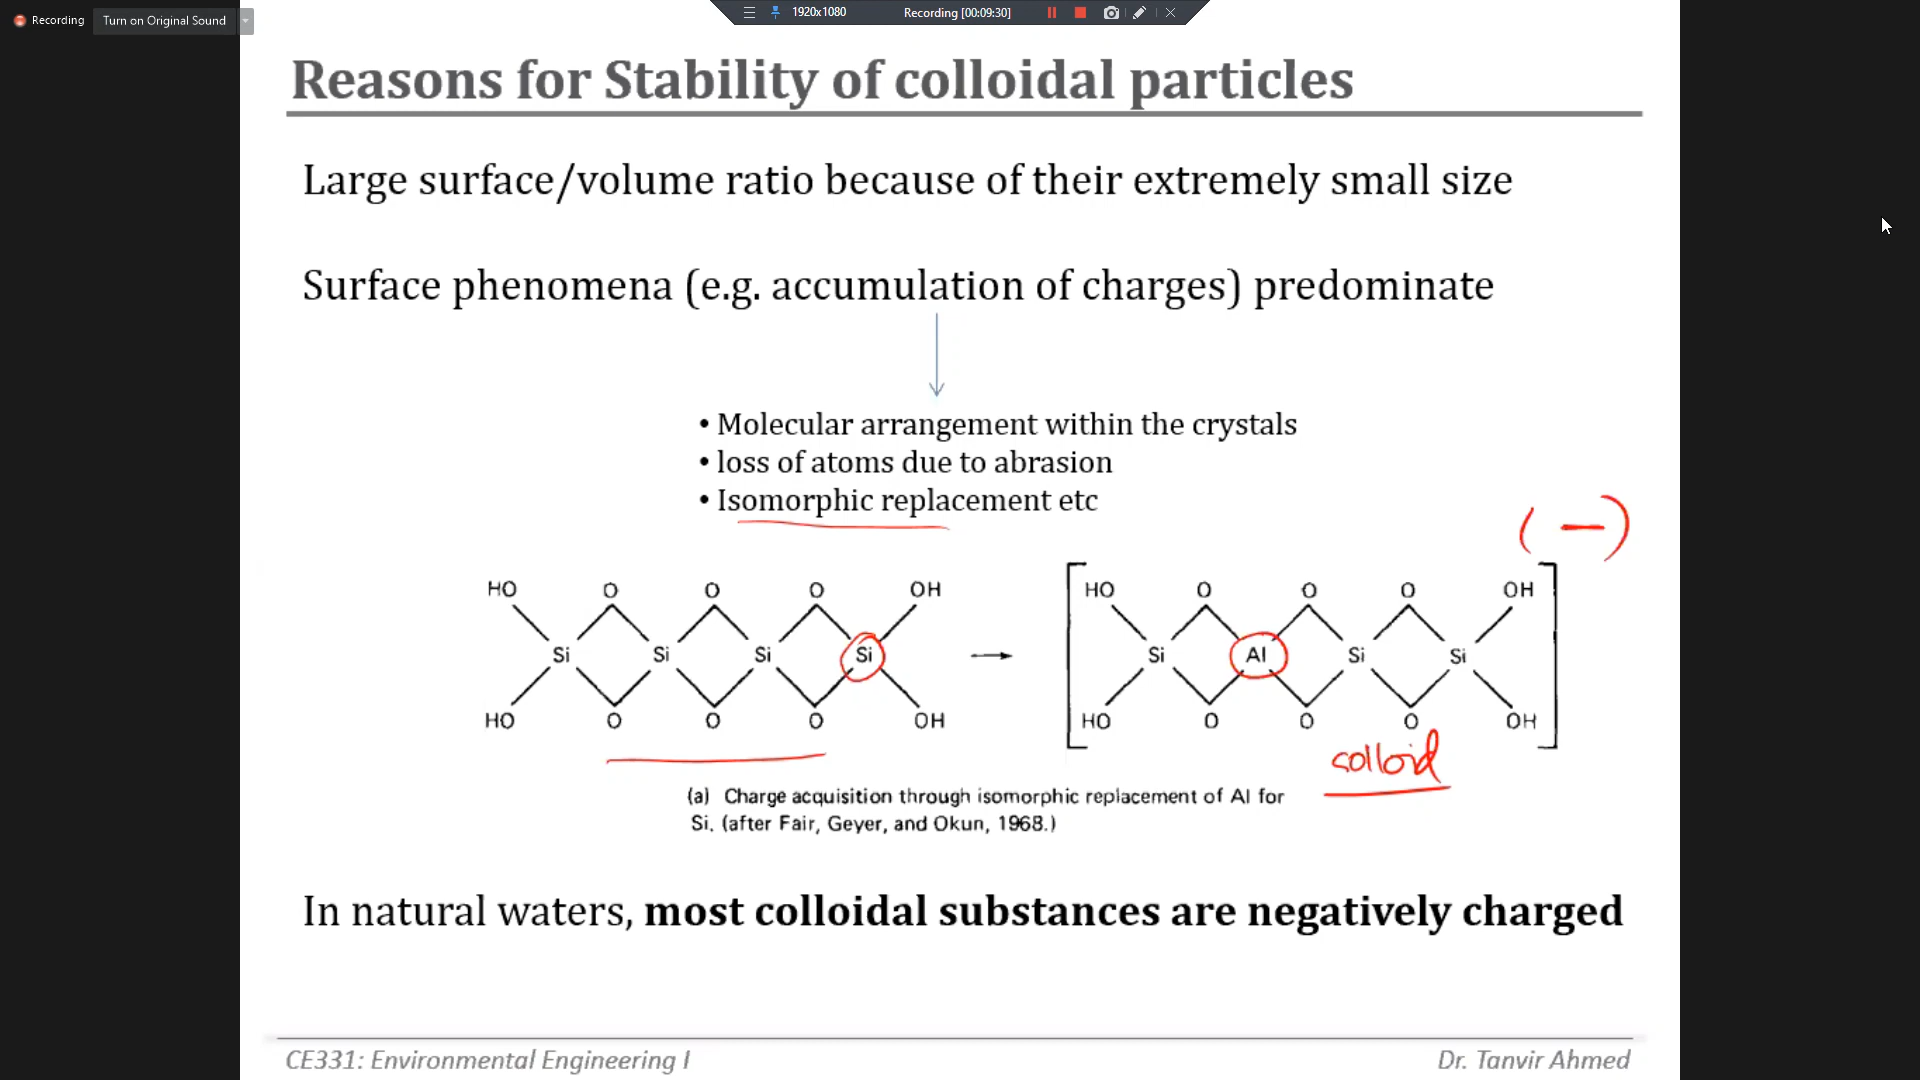 Recording
Turn on Original Sound
1920x1080
Recording [00:09:30]
Reasons for Stability of colloidal particles
Large surface/volume ratio because of their extremely small size
Surface phenomena (e.g. accumulation of charges) predominate
• Molecular arrangement within the crystals
• loss of atoms due to abrasion
• Isomorphic replacement etc
( — )
HO O O O OH HO O O O OH
Si Si Si Si → Si Al Si Si
HO O O O OH HO O O O OH
colloid
(a) Charge acquisition through isomorphic replacement of Al for
Si. (after Fair, Geyer, and Okun, 1968.)
In natural waters, most colloidal substances are negatively charged
CE331: Environmental Engineering I
Dr. Tanvir Ahmed